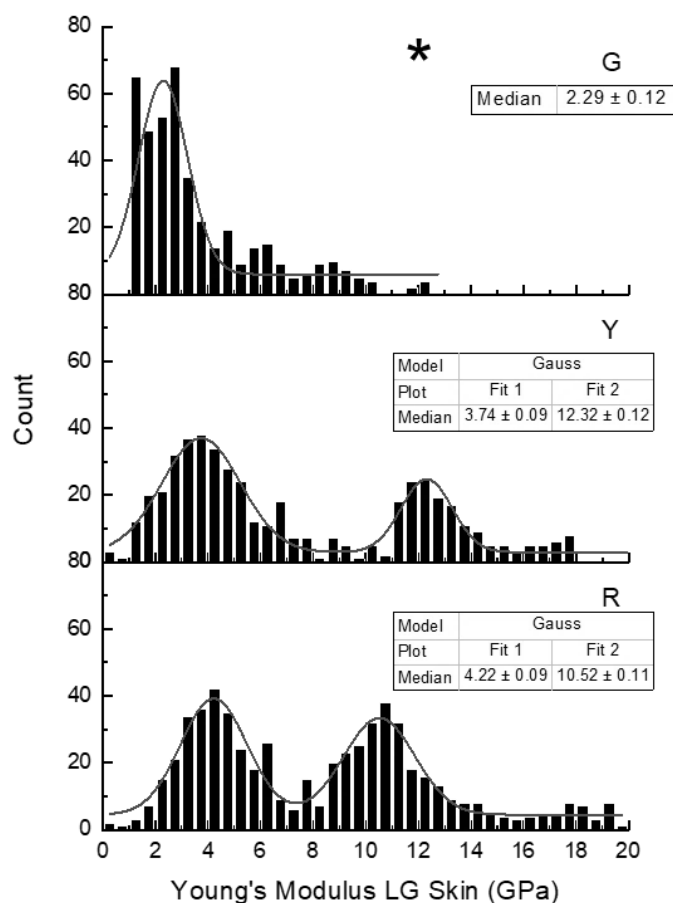 80
*
G
Median 2.29 ± 0.12
60
40
20
80
Y
Model Gauss
Plot Fit 1 Fit 2
Median 3.74 ± 0.09 12.32 ± 0.12
60
40
20
Count
80
R
Model Gauss
Plot Fit 1 Fit 2
Median 4.22 ± 0.09 10.52 ± 0.11
60
40
20
0
0 2 4 6 8 10 12 14 16 18 20
Young's Modulus LG Skin (GPa)